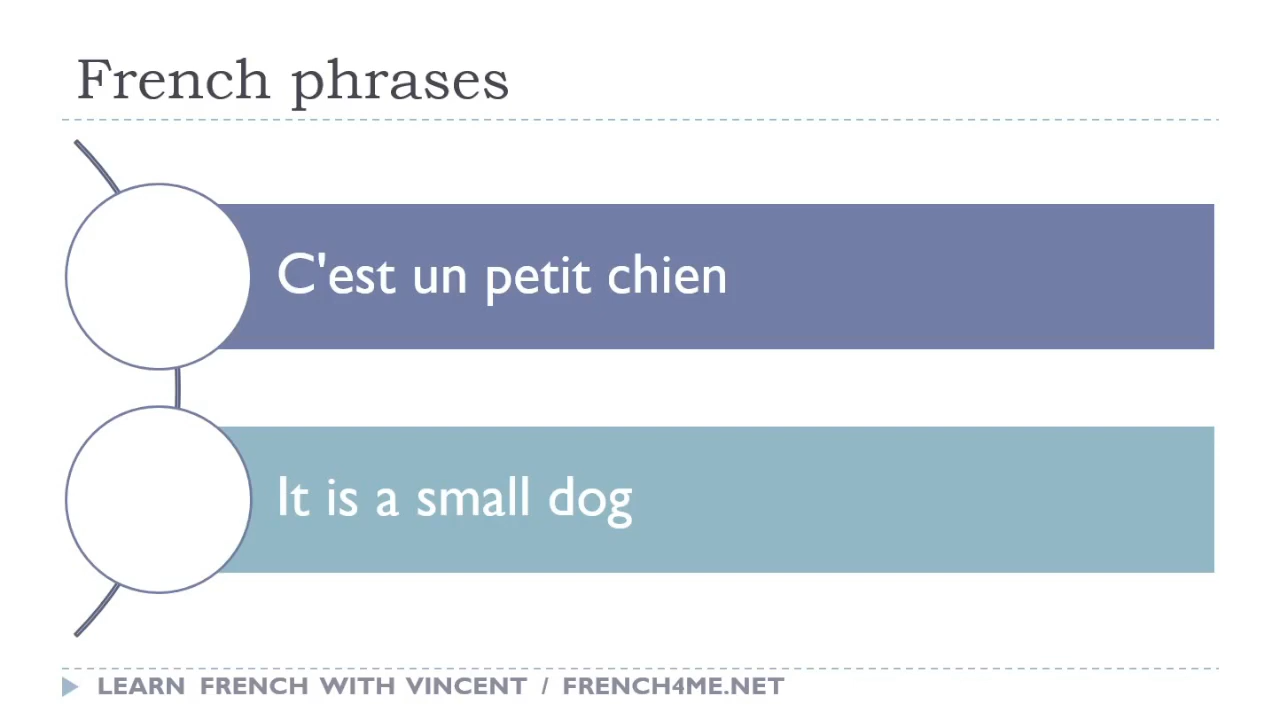 French phrases
C'est un petit chien
It is a small dog
LEARN FRENCH WITH VINCENT / FRENCH4ME.NET